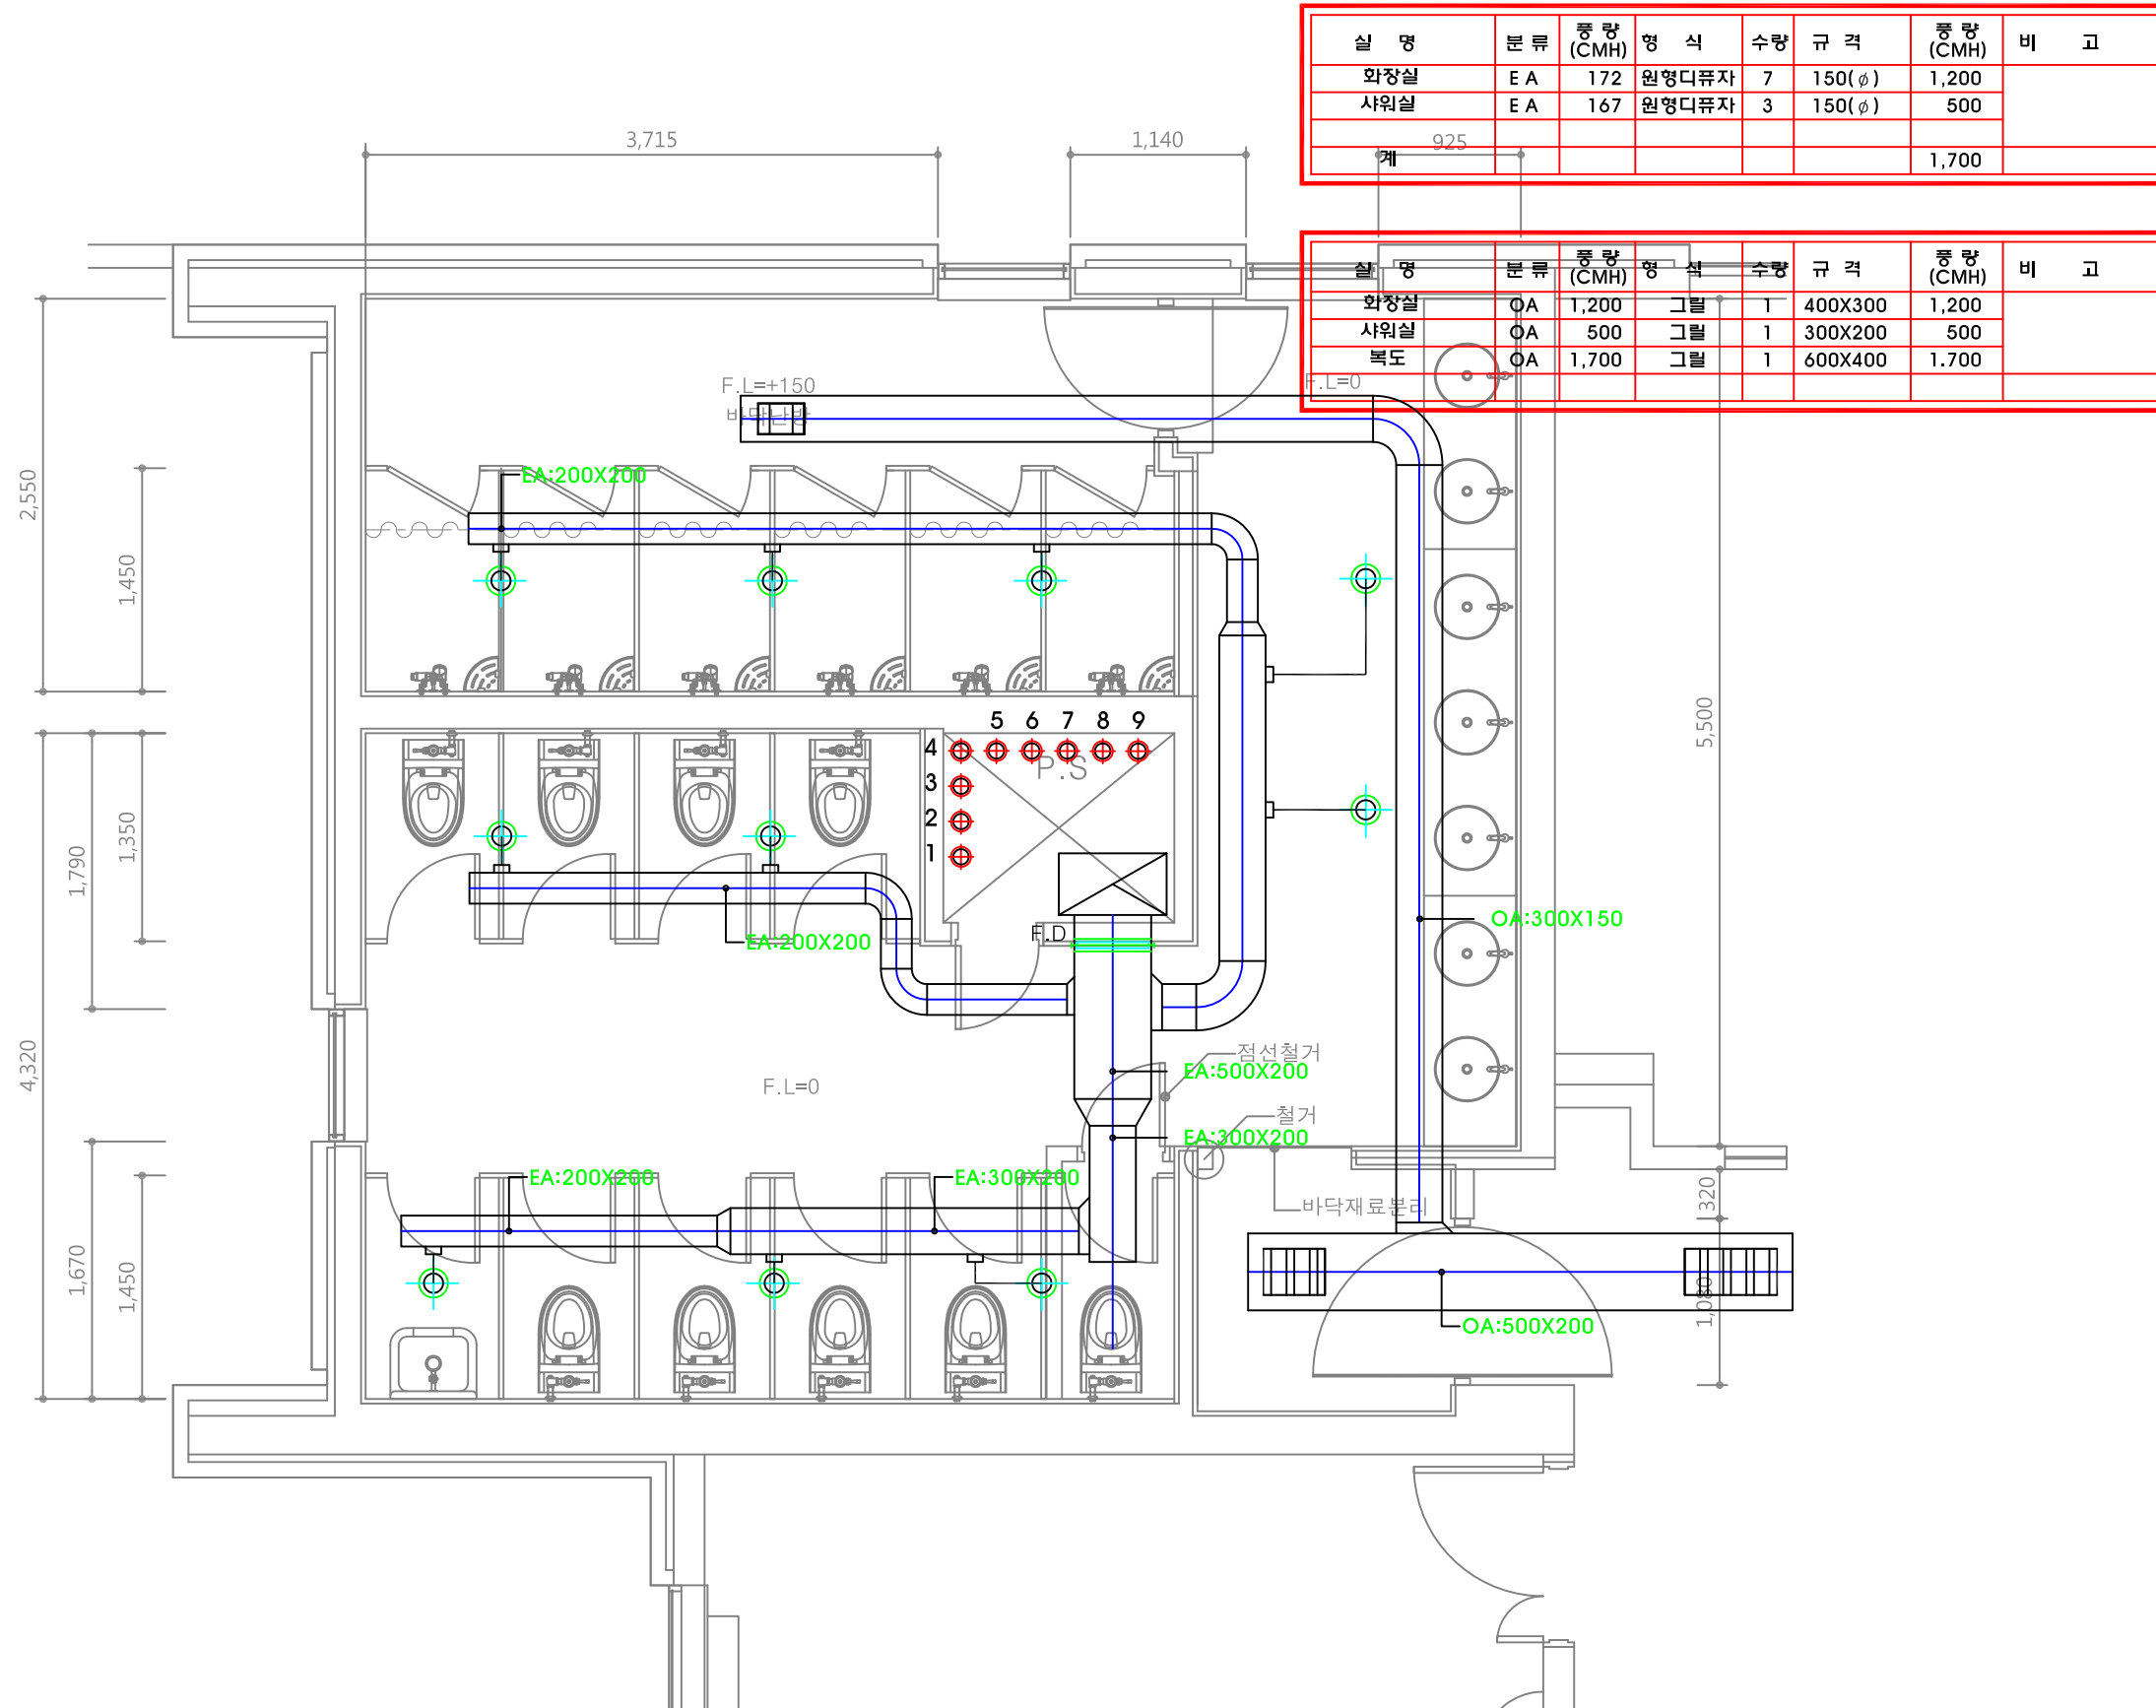 실 명 분 류 풍 량 (CMH) 형 식 수량 규 격 풍 량 (CMH) 비 고
화장실 E A 172 원형디퓨자 7 150(ϕ) 1,200
샤워실 E A 167 원형디퓨자 3 150(ϕ) 500
계 1,700
3,715 1,140 925
실 명 분 류 풍 량 (CMH) 형 식 수량 규 격 풍 량 (CMH) 비 고
화장실 OA 1,200 그릴 1 400X300 1,200
샤워실 OA 500 그릴 1 300X200 500
복도 OA 1,700 그릴 1 600X400 1.700
F.L=+150
F.L=0
바닥난방
EA:200X200
2,550
1,450
5 6 7 8 9
4
P.S
3
2
1
5,500
1,350
1,790
4,320
OA:300X150
F.D
EA:200X200
점선철거
EA:500X200
F.L=0
철거
EA:300X200
EA:200X200
EA:300X200
바닥재료분리
320
1,670
1,450
1,080
OA:500X200